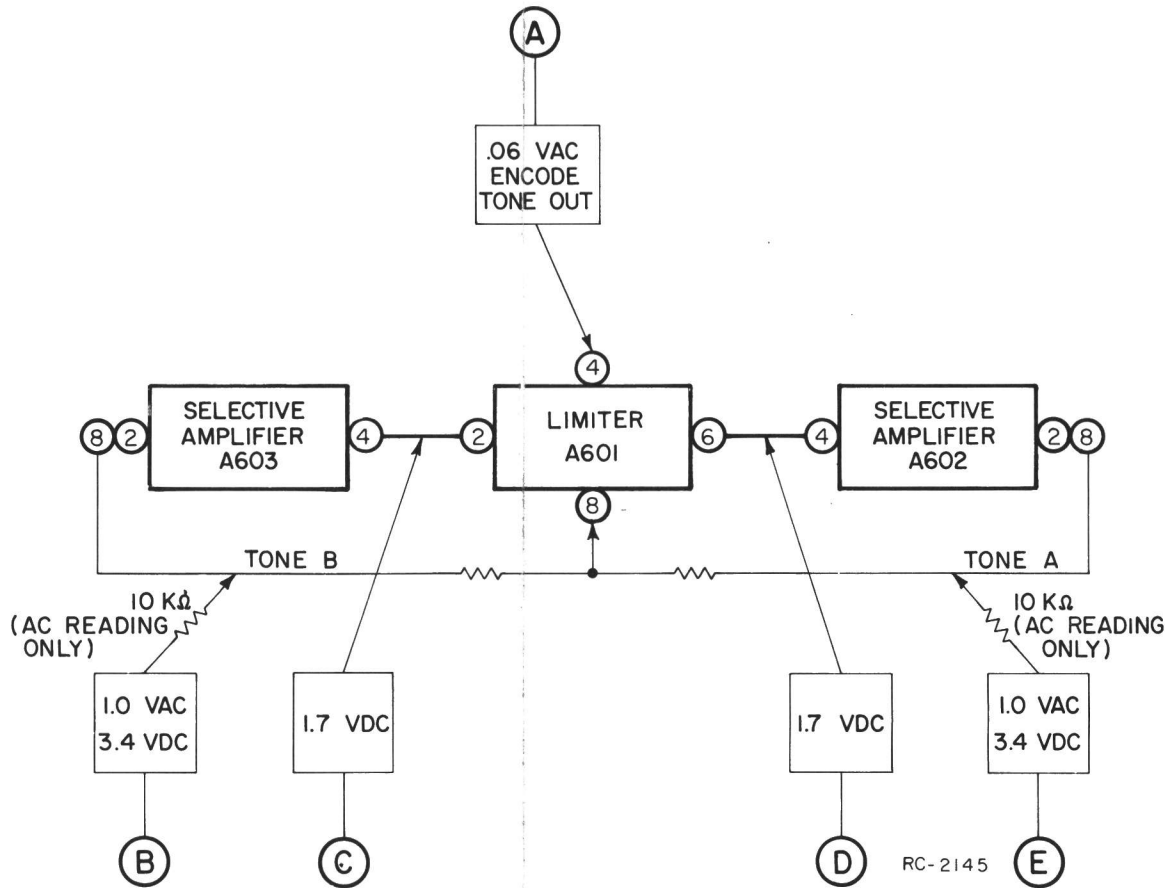 A
.06 VAC
ENCODE
TONE OUT
4
8 2
SELECTIVE
AMPLIFIER
A603
4
2
LIMITER
A601
6
4
SELECTIVE
AMPLIFIER
A602
2 8
8
TONE B
TONE A
10 KΩ
(AC READING
ONLY)
10 KΩ
(AC READING
ONLY)
1.0 VAC
3.4 VDC
1.7 VDC
1.7 VDC
1.0 VAC
3.4 VDC
B
C
D
RC-2145
E